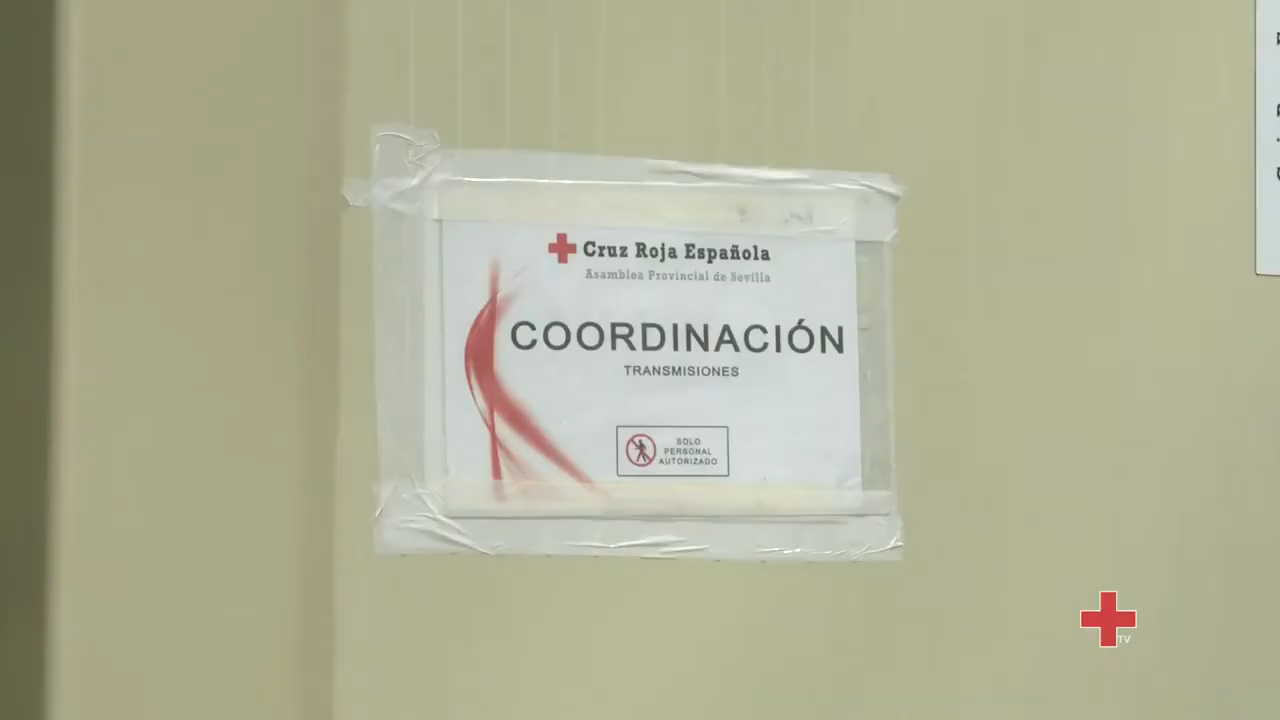 Cruz Roja Española
Asamblea Provincial de Sevilla
COORDINACIÓN
TRANSMISIONES
SOLO
PERSONAL
AUTORIZADO
TV